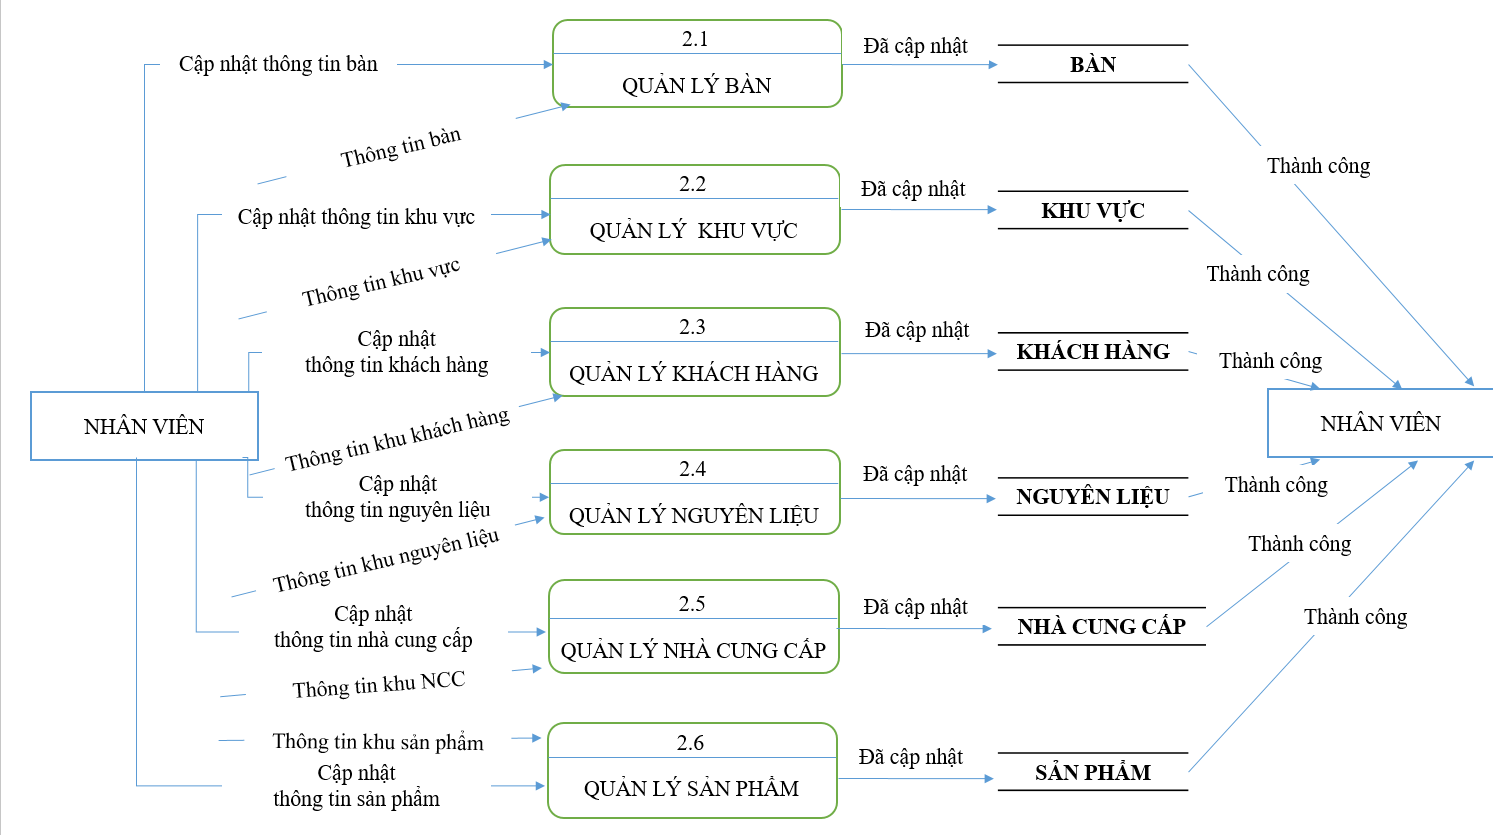 2.1
Cập nhật thông tin bàn
QUẢN LÝ BÀN
Đã cập nhật
BÀN
Thông tin bàn
Thành công
2.2
Cập nhật thông tin khu vực
QUẢN LÝ  KHU VỰC
Đã cập nhật
KHU VỰC
Thông tin khu vực
Thành công
2.3
Cập nhật
thông tin khách hàng
QUẢN LÝ KHÁCH HÀNG
Đã cập nhật
KHÁCH HÀNG
Thành công
NHÂN VIÊN
NHÂN VIÊN
Thông tin khu khách hàng
2.4
Cập nhật
thông tin nguyên liệu
QUẢN LÝ NGUYÊN LIỆU
Đã cập nhật
NGUYÊN LIỆU
Thành công
Thông tin khu nguyên liệu
Thành công
2.5
Cập nhật
thông tin nhà cung cấp
QUẢN LÝ NHÀ CUNG CẤP
Đã cập nhật
NHÀ CUNG CẤP
Thành công
Thông tin khu NCC
Thông tin khu sản phẩm
2.6
Cập nhật
thông tin sản phẩm
QUẢN LÝ SẢN PHẨM
Đã cập nhật
SẢN PHẨM